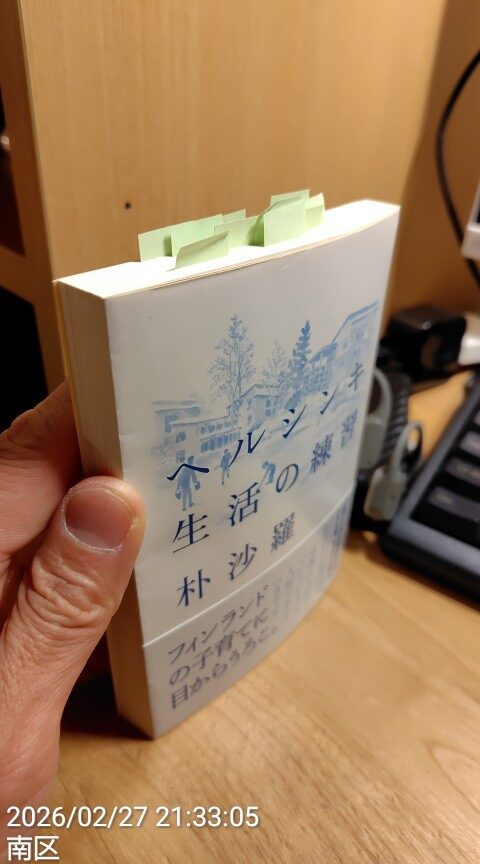 ヘルシンキ
生活の練習
朴沙羅
フィンランド
の子育てに
目からうろこ。
2026/02/27 21:33:05
南区